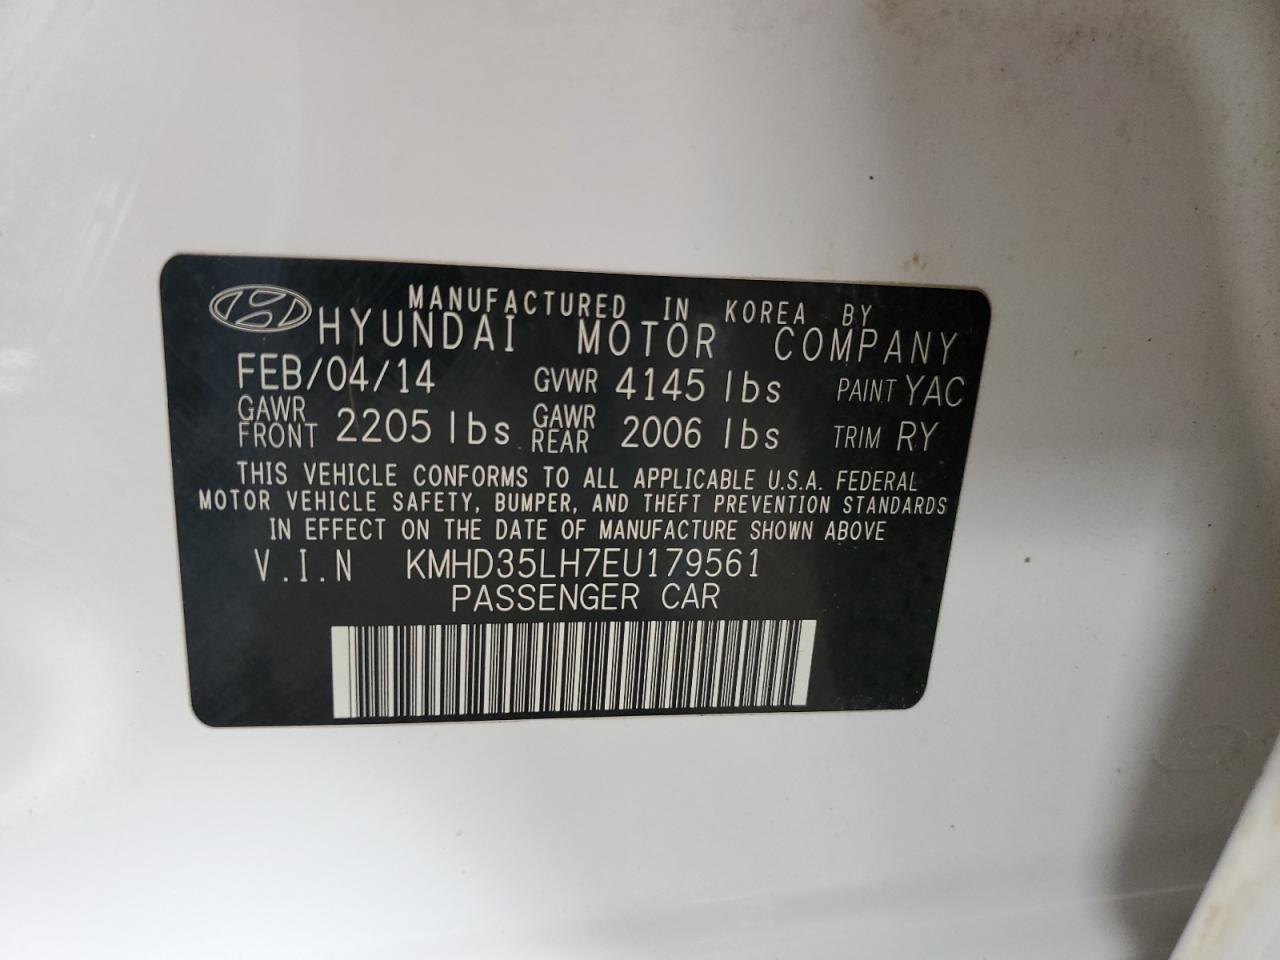 MANUFACTURED IN KOREA BY
HYUNDAI MOTOR COMPANY
FEB/04/14 GVWR 4145 lbs PAINT YAC
GAWR FRONT 2205 lbs GAWR REAR 2006 lbs TRIM RY
THIS VEHICLE CONFORMS TO ALL APPLICABLE U.S.A. FEDERAL
MOTOR VEHICLE SAFETY, BUMPER, AND THEFT PREVENTION STANDARDS
IN EFFECT ON THE DATE OF MANUFACTURE SHOWN ABOVE
V.I.N KMHD35LH7EU179561
PASSENGER CAR